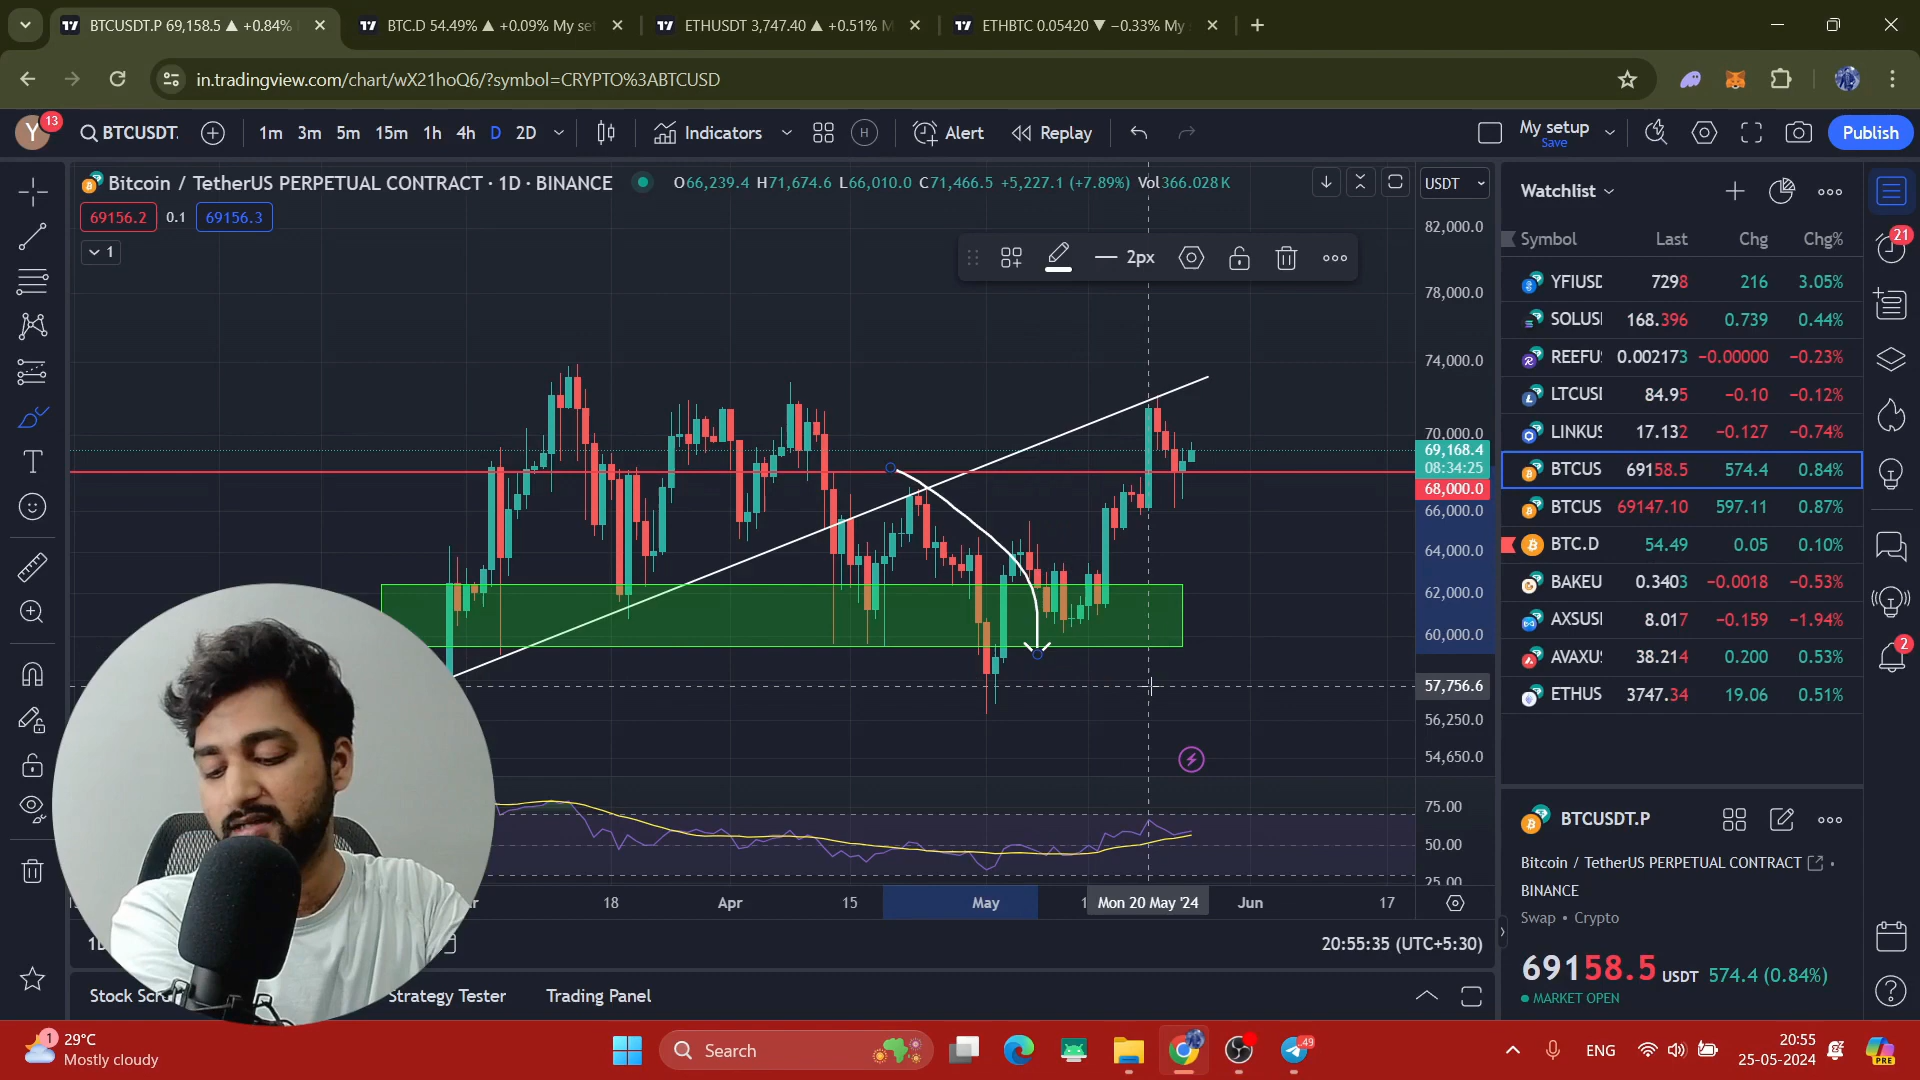 BTCUSDT.P 69,158.5 ▲ +0.84%
BTC.D 54.49% ▲ +0.09% My se
ETHUSDT 3,747.40 ▲ +0.51% M
ETHBTC 0.05420 ▼ −0.33% My
in.tradingview.com/chart/wX21hoQ6/?symbol=CRYPTO%3ABTCUSD
Y 13
BTCUSDT.
1m 3m 5m 15m 1h 4h D 2D
Indicators
H
Alert
Replay
My setup
Save
Publish
Bitcoin / TetherUS PERPETUAL CONTRACT · 1D · BINANCE
O66,239.4 H71,674.6 L66,010.0 C71,466.5 +5,227.1 (+7.89%) Vol366.028K
USDT
69156.2 0.1 69156.3
1
2px
82,000.0
78,000.0
74,000.0
70,000.0
69,168.4
08:34:25
68,000.0
66,000.0
64,000.0
62,000.0
60,000.0
57,756.6
56,250.0
54,650.0
75.00
50.00
25.00
18 Apr 15 May Mon 20 May '24 Jun 17
20:55:35 (UTC+5:30)
Strategy Tester
Trading Panel
Watchlist
Symbol Last Chg Chg%
YFIUSD 7298 216 3.05%
SOLUS 168.396 0.739 0.44%
REEFU 0.002173 −0.00000 −0.23%
LTCUS 84.95 −0.10 −0.12%
LINKU 17.132 −0.127 −0.74%
BTCUS 69158.5 574.4 0.84%
BTCUS 69147.10 597.11 0.87%
BTC.D 54.49 0.05 0.10%
BAKEU 0.3403 −0.0018 −0.53%
AXSUS 8.017 −0.159 −1.94%
AVAXU 38.214 0.200 0.53%
ETHUS 3747.34 19.06 0.51%
21
2
BTCUSDT.P
Bitcoin / TetherUS PERPETUAL CONTRACT
BINANCE
Swap • Crypto
69158.5 USDT 574.4 (0.84%)
MARKET OPEN
1
29°C
Mostly cloudy
Search
49
ENG
20:55
25-05-2024
PRE